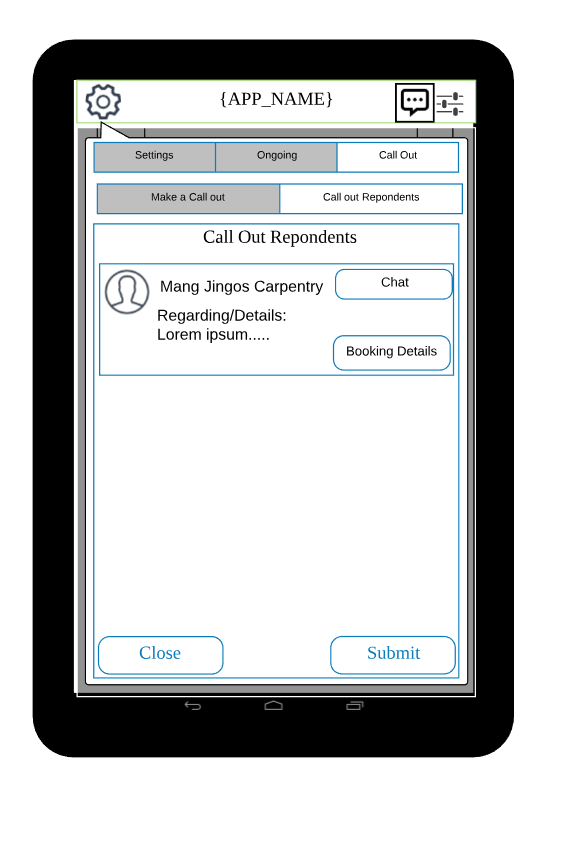 {APP_NAME}
Settings
Ongoing
Call Out
Make a Call out
Call out Repondents
Call Out Repondents
Mang Jingos Carpentry
Chat
Regarding/Details:
Lorem ipsum.....
Booking Details
Close
Submit